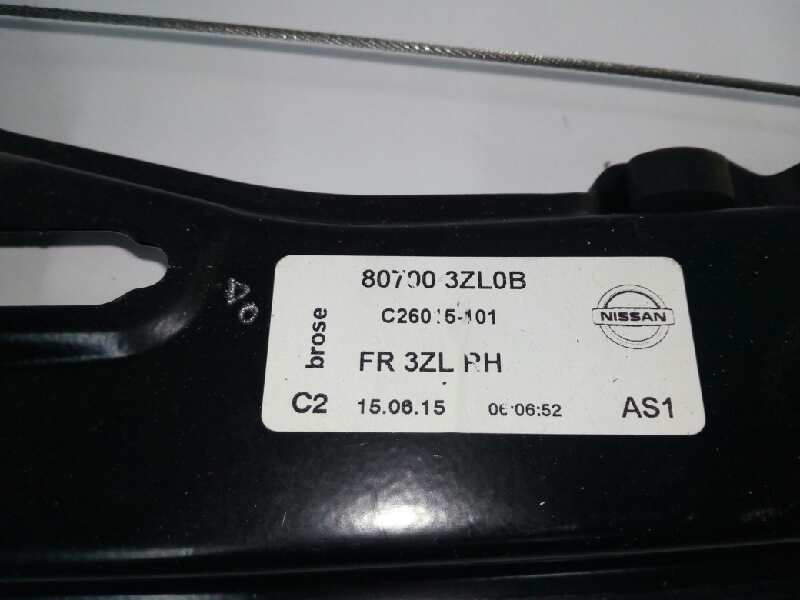 80700 3ZL0B
C26015-101
brose
NISSAN
FR 3ZL RH
C2 15.06.15 06:06:52 AS1